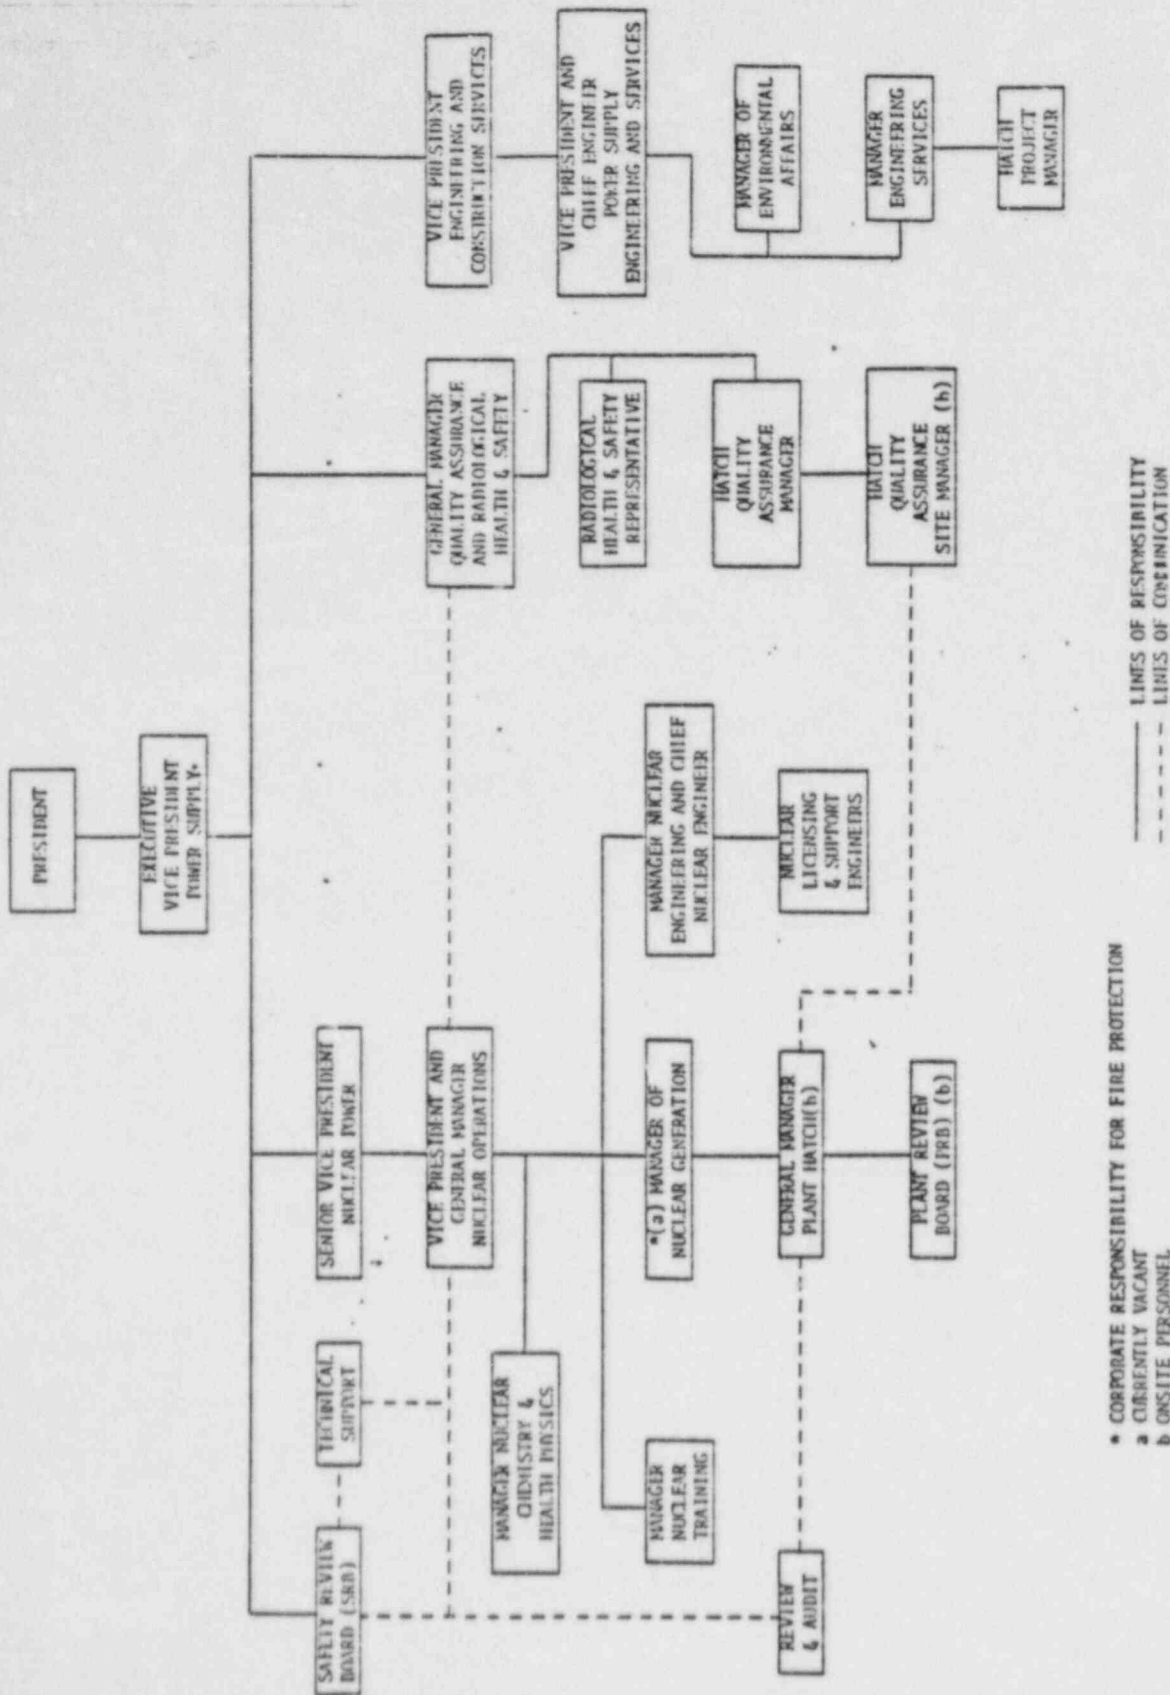 PRESIDENT
EXECUTIVE
VICE PRESIDENT
POWER SUPPLY*
SAFETY REVIEW
BOARD (SRB)
TECHNICAL
SUPPORT
SENIOR VICE PRESIDENT
NUCLEAR POWER
VICE PRESIDENT AND
GENERAL MANAGER
NUCLEAR OPERATIONS
GENERAL MANAGER
QUALITY ASSURANCE
AND RADIOLOGICAL
HEALTH & SAFETY
VICE PRESIDENT
ENGINEERING AND
CONSTRUCTION SERVICES
MANAGER NUCLEAR
CHEMISTRY &
HEALTH PHYSICS
RADIOLOGICAL
HEALTH & SAFETY
REPRESENTATIVE
VICE PRESIDENT AND
CHIEF ENGINEER
POWER SUPPLY
ENGINEERING AND SERVICES
MANAGER
NUCLEAR
TRAINING
*(a) MANAGER OF
NUCLEAR GENERATION
MANAGER NUCLEAR
ENGINEERING AND CHIEF
NUCLEAR ENGINEER
HATCH
QUALITY
ASSURANCE
MANAGER
MANAGER OF
ENVIRONMENTAL
AFFAIRS
REVIEW
& AUDIT
GENERAL MANAGER
PLANT HATCH(b)
NUCLEAR
LICENSING
& SUPPORT
ENGINEERS
HATCH
QUALITY
ASSURANCE
SITE MANAGER (b)
MANAGER
ENGINEERING
SERVICES
PLANT REVIEW
BOARD (PRB) (b)
HATCH
PROJECT
MANAGER
* CORPORATE RESPONSIBILITY FOR FIRE PROTECTION
a CURRENTLY VACANT
b ONSITE PERSONNEL
LINES OF RESPONSIBILITY
LINES OF COMMUNICATION